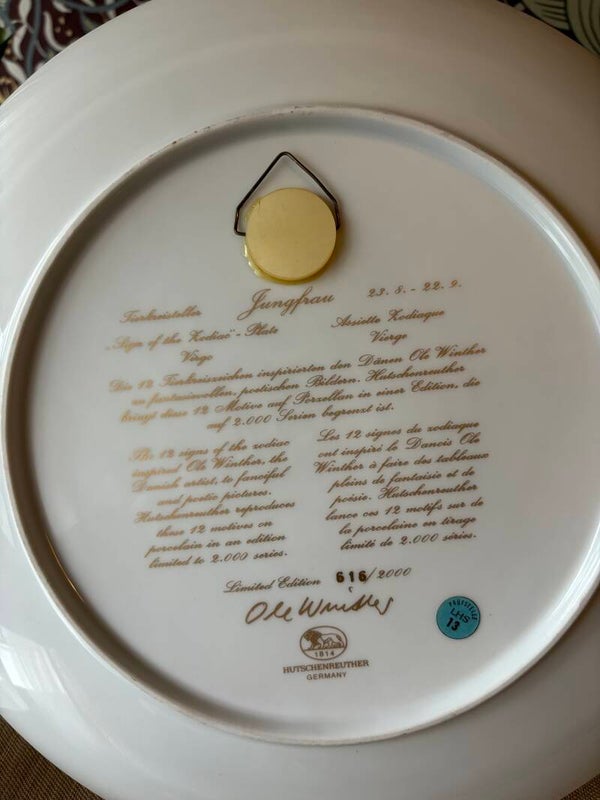 Tierkreisteller
Jungfrau
23. 8. - 22. 9.
„Sign of the Zodiac" - Plate
Virgo
Assiette Zodiaque
Vierge
Die 12 Tierkreiszeichen inspirierten den Dänen Ole Winther
zu fantasievollen, poetischen Bildern. Hutschenreuther
bringt diese 12 Motive auf Porzellan in einer Edition, die
auf 2.000 Serien begrenzt ist.
The 12 signs of the zodiac
inspired Ole Winther, the
Danish artist, to fanciful
and poetic pictures.
Hutschenreuther reproduces
these 12 motives on
porcelain in an edition
limited to 2.000 series.
Les 12 signes du zodiaque
ont inspiré le Danois Ole
Winther à faire des tableaux
pleins de fantaisie et de
poésie. Hutschenreuther
lance ces 12 motifs sur de
la porcelaine en tirage
limité de 2.000 séries.
Limited Edition 616/2000
Ole Winther
1814
HUTSCHENREUTHER
GERMANY
LHS
13